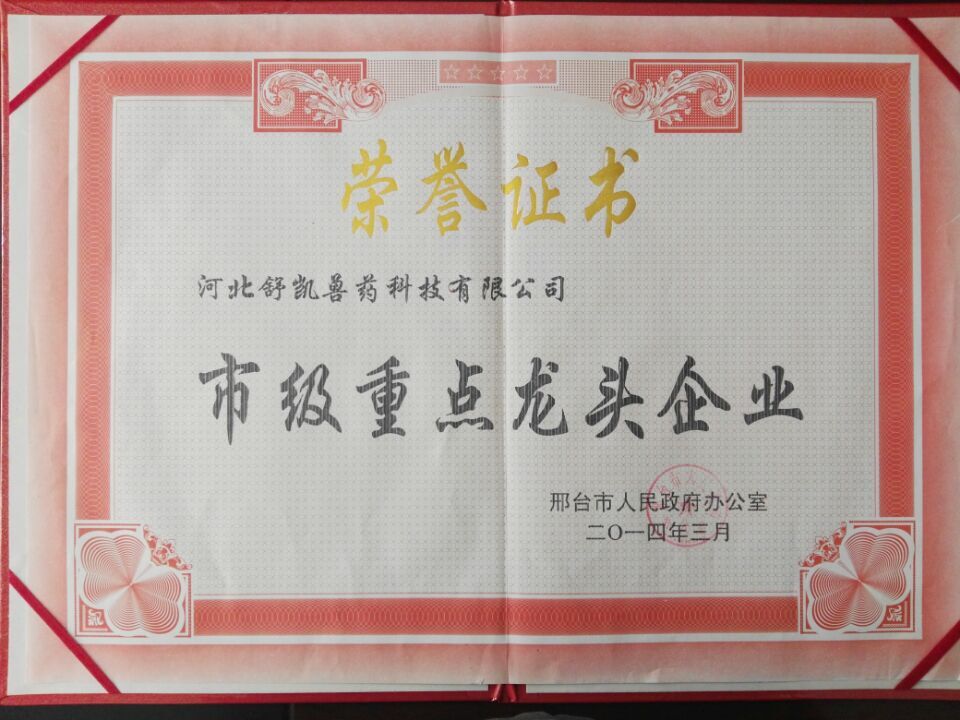 荣誉证书
河北舒凯兽药科技有限公司
市级重点龙头企业
邢台市人民政府办公室
二〇一四年三月